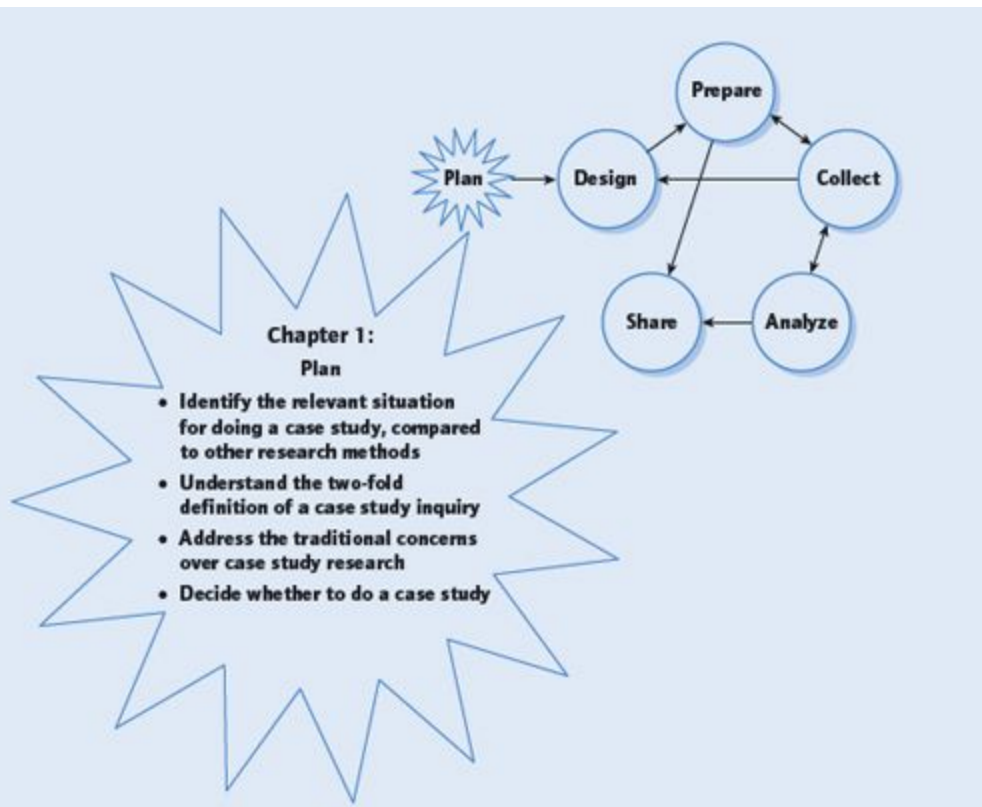 Prepare
Plan
Design
Collect
Share
Analyze
Chapter 1:
Plan
• Identify the relevant situation
for doing a case study, compared
to other research methods
• Understand the two-fold
definition of a case study inquiry
• Address the traditional concerns
over case study research
• Decide whether to do a case study